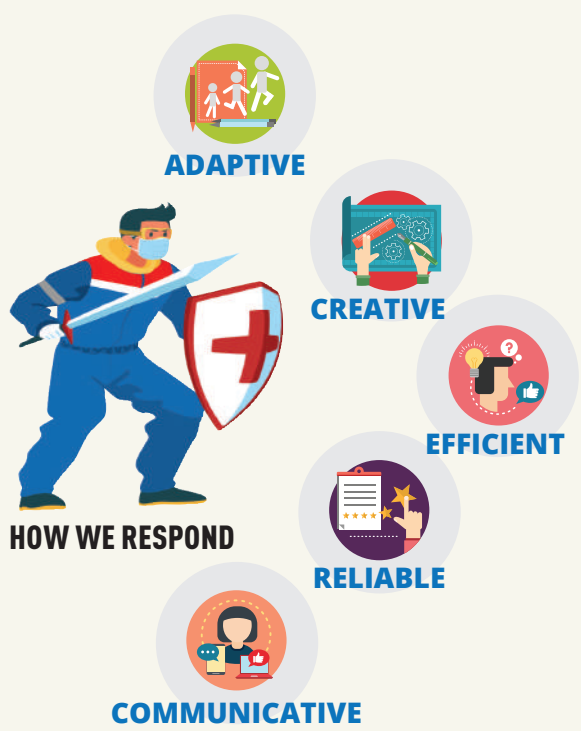 ADAPTIVE
CREATIVE
EFFICIENT
HOW WE RESPOND
RELIABLE
COMMUNICATIVE